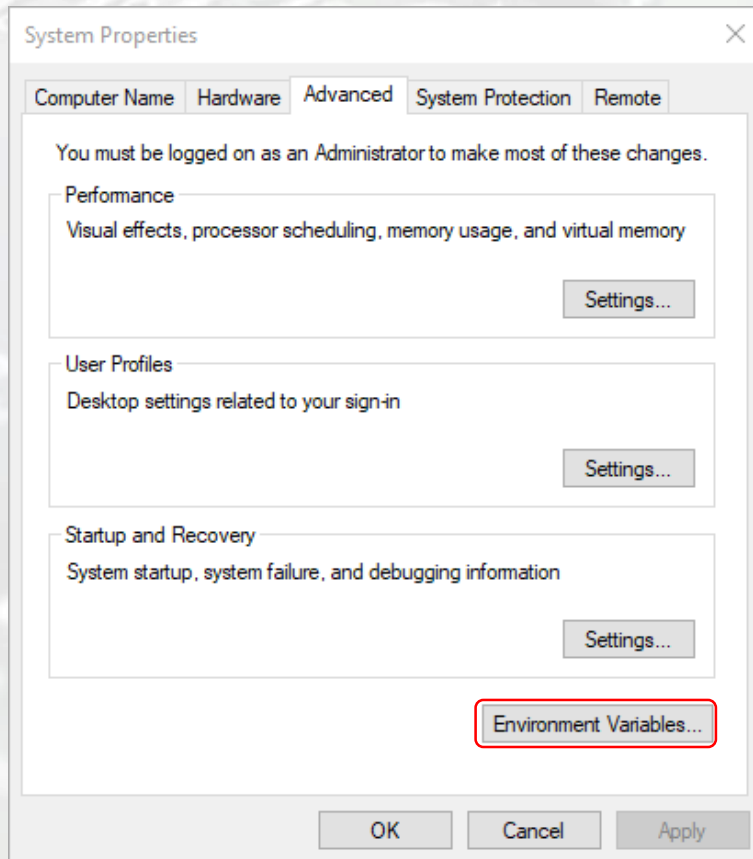 System Properties
Computer Name Hardware Advanced System Protection Remote
You must be logged on as an Administrator to make most of these changes.
Performance
Visual effects, processor scheduling, memory usage, and virtual memory
Settings...
User Profiles
Desktop settings related to your sign-in
Settings...
Startup and Recovery
System startup, system failure, and debugging information
Settings...
Environment Variables...
OK Cancel Apply